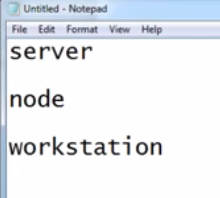 Untitled - Notepad
File Edit Format View Help
server
node
workstation